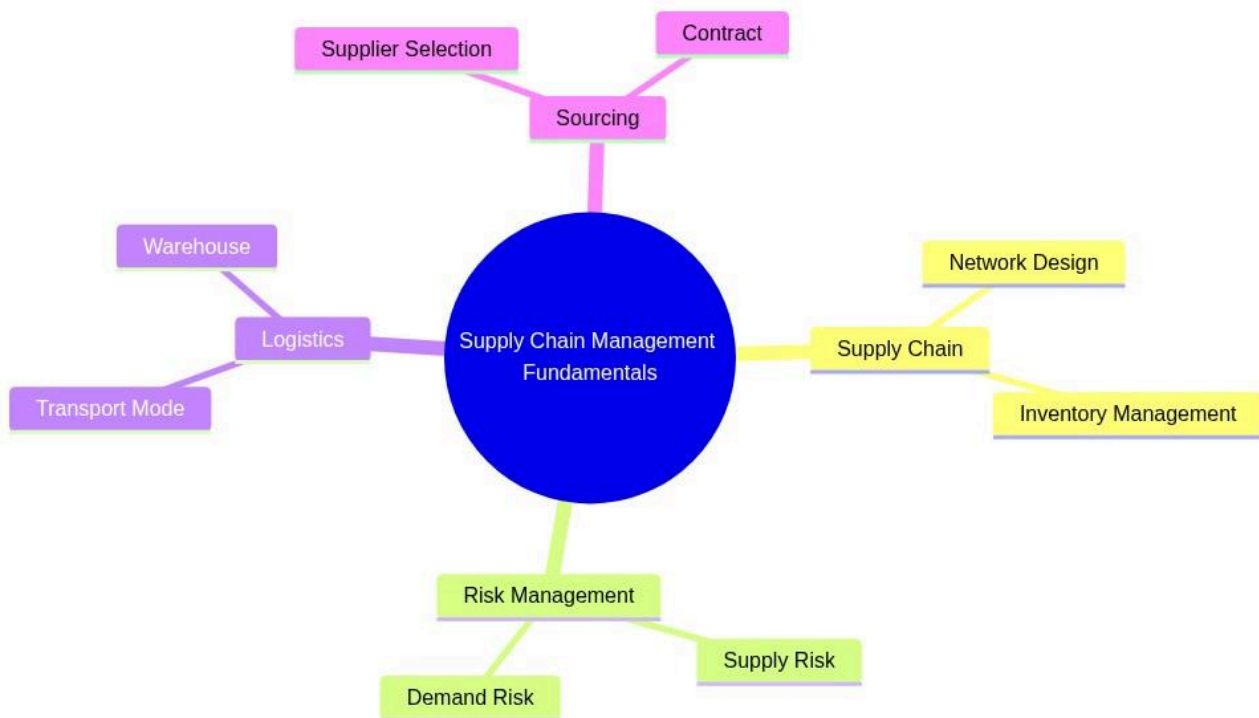 Contract
Supplier Selection
Sourcing
Warehouse
Network Design
Logistics
Supply Chain Management
Fundamentals
Supply Chain
Transport Mode
Inventory Management
Risk Management
Supply Risk
Demand Risk